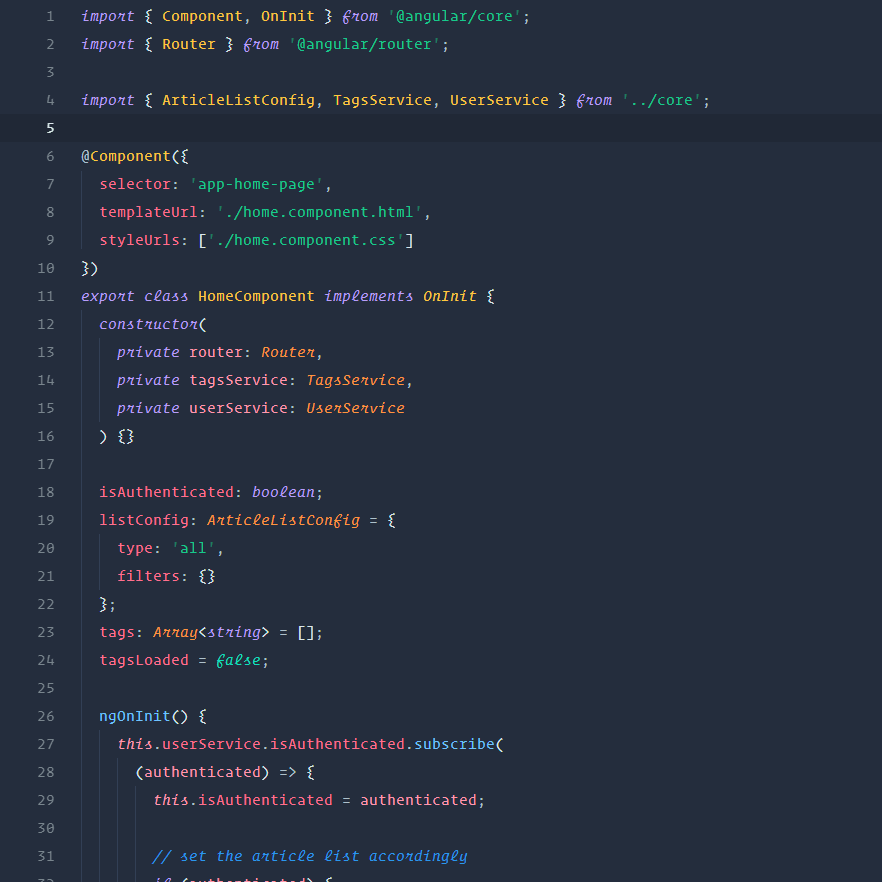 1 import { Component, OnInit } from '@angular/core';
2 import { Router } from '@angular/router';
3
4 import { ArticleListConfig, TagsService, UserService } from '../core';
5
6 @Component({
7   selector: 'app-home-page',
8   templateUrl: './home.component.html',
9   styleUrls: ['./home.component.css']
10 })
11 export class HomeComponent implements OnInit {
12   constructor(
13     private router: Router,
14     private tagsService: TagsService,
15     private userService: UserService
16   ) {}
17
18   isAuthenticated: boolean;
19   listConfig: ArticleListConfig = {
20     type: 'all',
21     filters: {}
22   };
23   tags: Array<string> = [];
24   tagsLoaded = false;
25
26   ngOnInit() {
27     this.userService.isAuthenticated.subscribe(
28       (authenticated) => {
29         this.isAuthenticated = authenticated;
30
31         // set the article list accordingly
32         if (authenticated) {